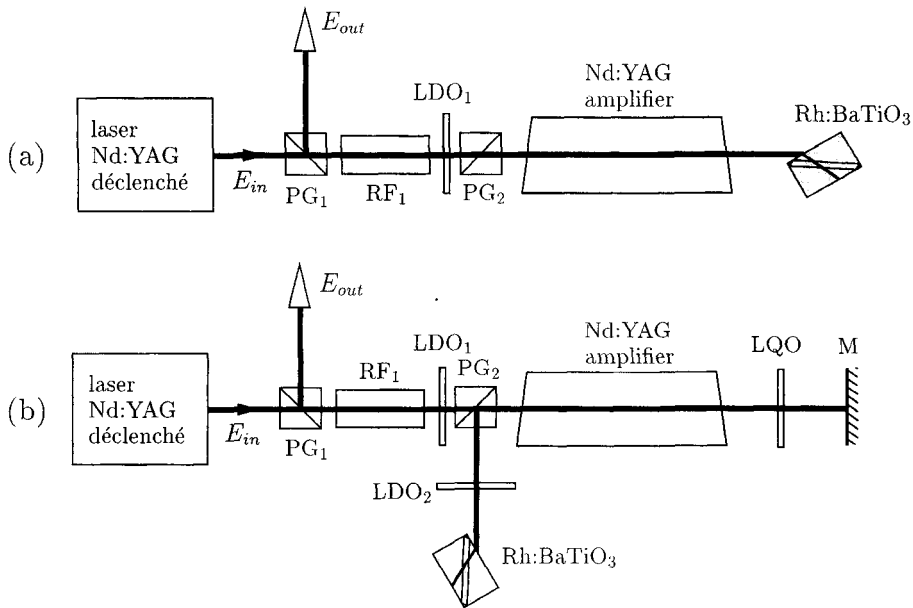 (a)
laser
Nd:YAG
déclenché
E_in
E_out
PG₁
RF₁
LDO₁
PG₂
Nd:YAG
amplifier
Rh:BaTiO₃
(b)
laser
Nd:YAG
déclenché
E_in
E_out
PG₁
RF₁
LDO₁
PG₂
Nd:YAG
amplifier
LQO
M
LDO₂
Rh:BaTiO₃